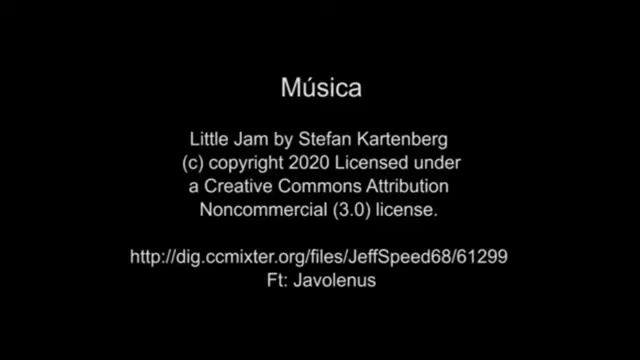 Música
Little Jam by Stefan Kartenberg
(c) copyright 2020 Licensed under
a Creative Commons Attribution
Noncommercial (3.0) license.
http://dig.ccmixter.org/files/JeffSpeed68/61299
Ft: Javolenus